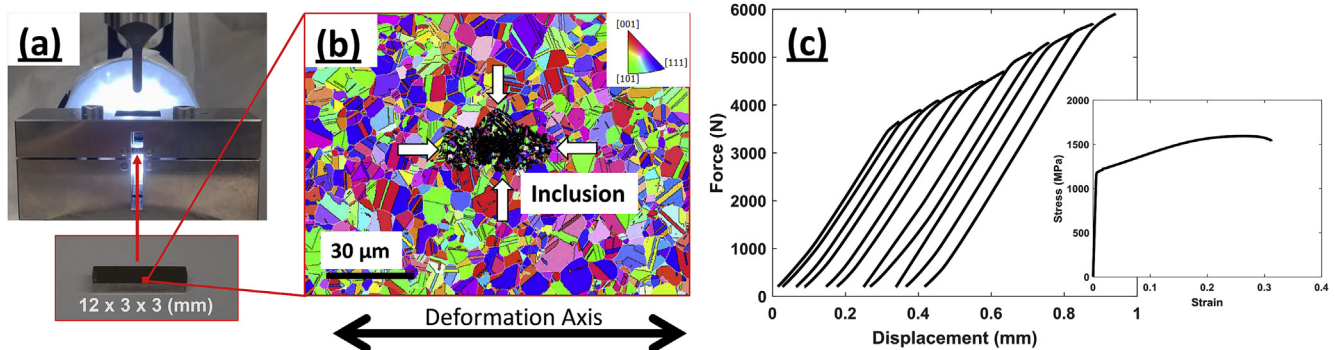 (a)
12 x 3 x 3 (mm)
(b)
[001]
[111]
[101]
Inclusion
30 µm
Deformation Axis
(c)
Force (N)
6000
5000
4000
3000
2000
1000
0
0
0.2
0.4
0.6
0.8
1
Displacement (mm)
Stress (MPa)
2000
1500
1000
500
0
0
0.1
0.2
0.3
0.4
Strain